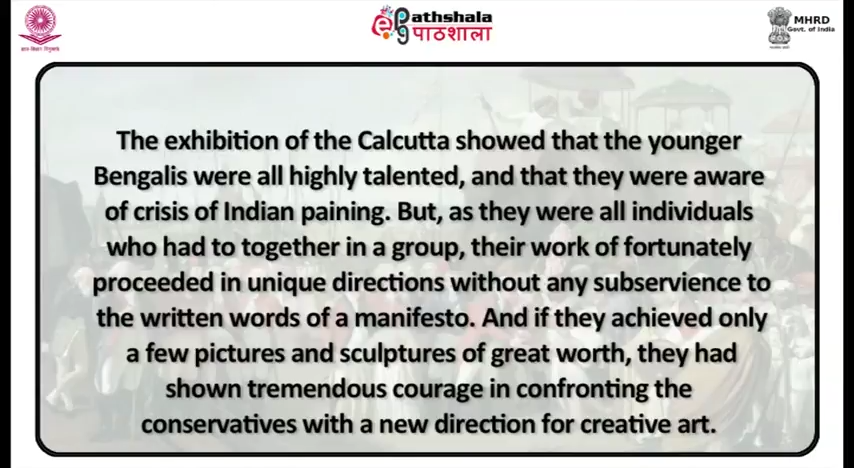 ePgPathshala
पाठशाला
MHRD
Govt. of India
The exhibition of the Calcutta showed that the younger
Bengalis were all highly talented, and that they were aware
of crisis of Indian paining. But, as they were all individuals
who had to together in a group, their work of fortunately
proceeded in unique directions without any subservience to
the written words of a manifesto. And if they achieved only
a few pictures and sculptures of great worth, they had
shown tremendous courage in confronting the
conservatives with a new direction for creative art.